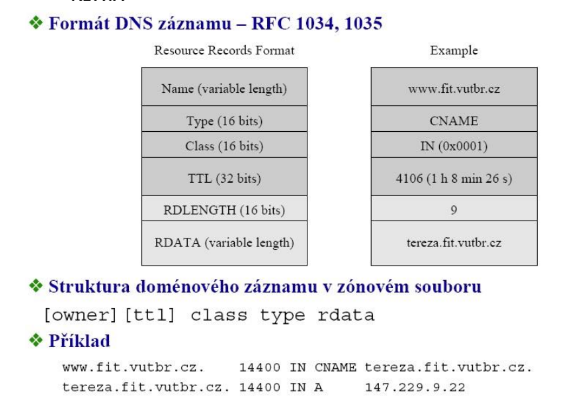 ❖ Formát DNS záznamu – RFC 1034, 1035
Resource Records Format Example
Name (variable length) www.fit.vutbr.cz
Type (16 bits) CNAME
Class (16 bits) IN (0x0001)
TTL (32 bits) 4106 (1 h 8 min 26 s)
RDLENGTH (16 bits) 9
RDATA (variable length) tereza.fit.vutbr.cz
❖ Struktura doménového záznamu v zónovém souboru
[owner][ttl] class type rdata
❖ Příklad
www.fit.vutbr.cz. 14400 IN CNAME tereza.fit.vutbr.cz.
tereza.fit.vutbr.cz. 14400 IN A 147.229.9.22